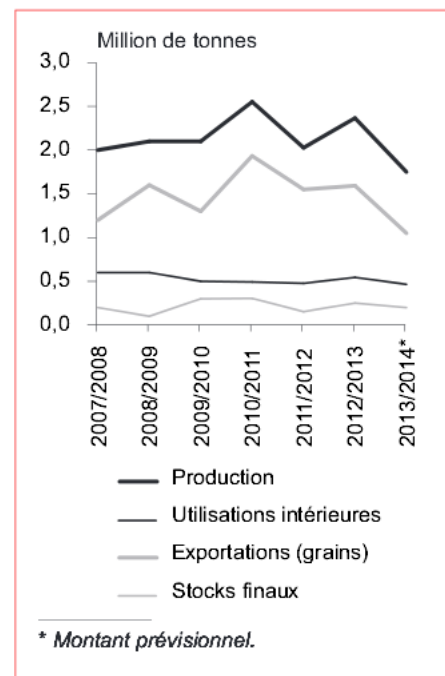 Million de tonnes
3,0
2,5
2,0
1,5
1,0
0,5
0,0
2007/2008
2008/2009
2009/2010
2010/2011
2011/2012
2012/2013
2013/2014*
Production
Utilisations intérieures
Exportations (grains)
Stocks finaux
* Montant prévisionnel.